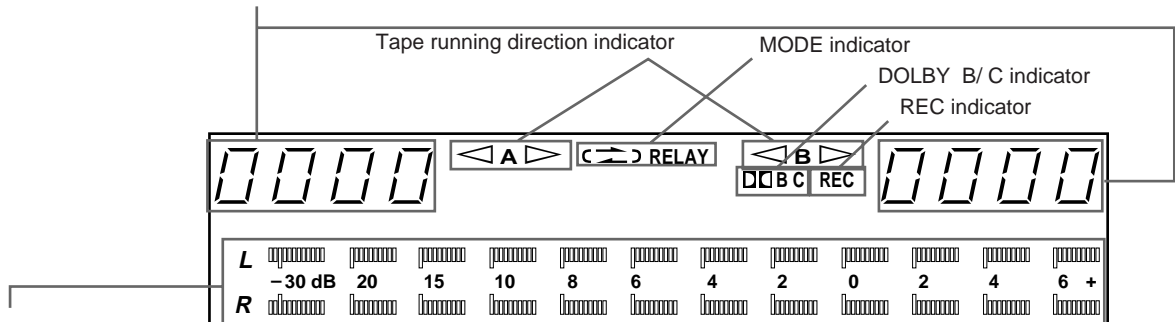 Tape running direction indicator
MODE indicator
DOLBY B/ C indicator
REC indicator
0000
A
RELAY
B
B C
REC
0000
L
−30 dB 20 15 10 8 6 4 2 0 2 4 6 +
R